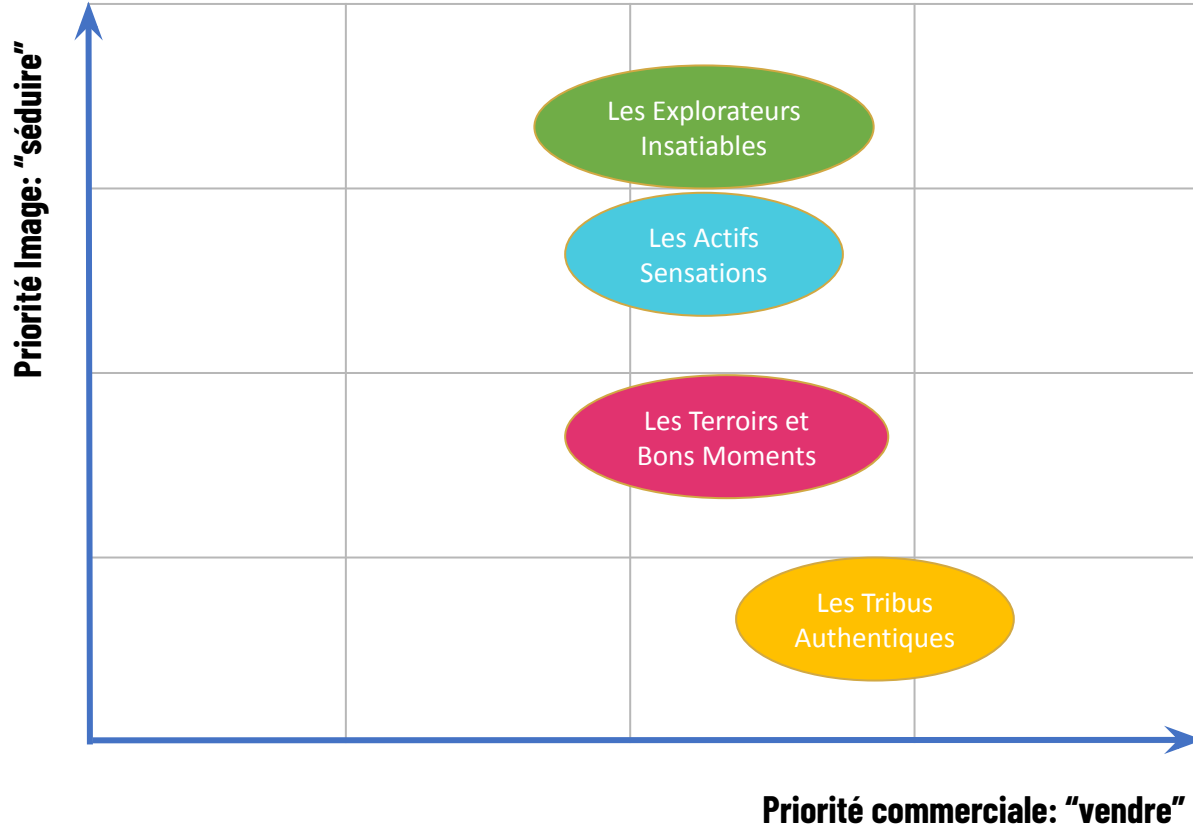 Priorité Image: “séduire”
Les Explorateurs
Insatiables
Les Actifs
Sensations
Les Terroirs et
Bons Moments
Les Tribus
Authentiques
Priorité commerciale: “vendre”